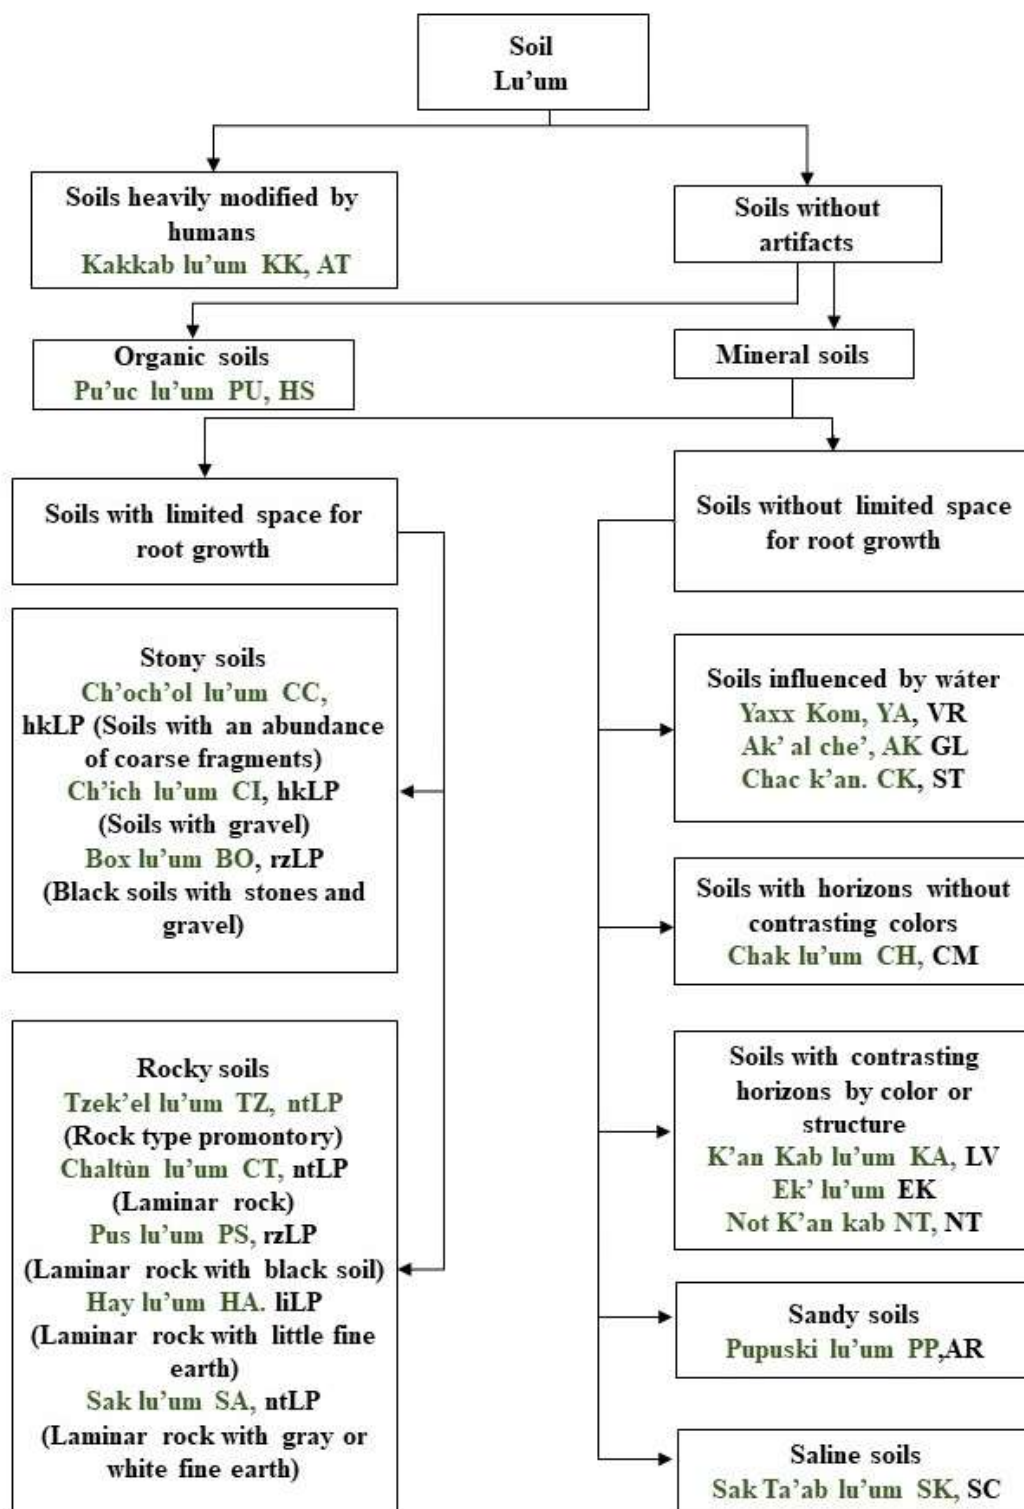 Soil
Lu’um
Soils heavily modified by
humans
Kakkab lu’um KK, AT
Soils without
artifacts
Organic soils
Pu’uc lu’um PU, HS
Mineral soils
Soils with limited space for
root growth
Soils without limited space
for root growth
Stony soils
Ch’och’ol lu’um CC,
hkLP (Soils with an abundance
of coarse fragments)
Ch’ich lu’um CI, hkLP
(Soils with gravel)
Box lu’um BO, rzLP
(Black soils with stones and
gravel)
Rocky soils
Tzek’el lu’um TZ, ntLP
(Rock type promontory)
Chaltùn lu’um CT, ntLP
(Laminar rock)
Pus lu’um PS, rzLP
(Laminar rock with black soil)
Hay lu’um HA. liLP
(Laminar rock with little fine
earth)
Sak lu’um SA, ntLP
(Laminar rock with gray or
white fine earth)
Soils influenced by wáter
Yaxx Kom, YA, VR
Ak’ al che’, AK GL
Chac k’an. CK, ST
Soils with horizons without
contrasting colors
Chak lu’um CH, CM
Soils with contrasting
horizons by color or
structure
K’an Kab lu’um KA, LV
Ek’ lu’um EK
Not K’an kab NT, NT
Sandy soils
Pupuski lu’um PP,AR
Saline soils
Sak Ta’ab lu’um SK, SC